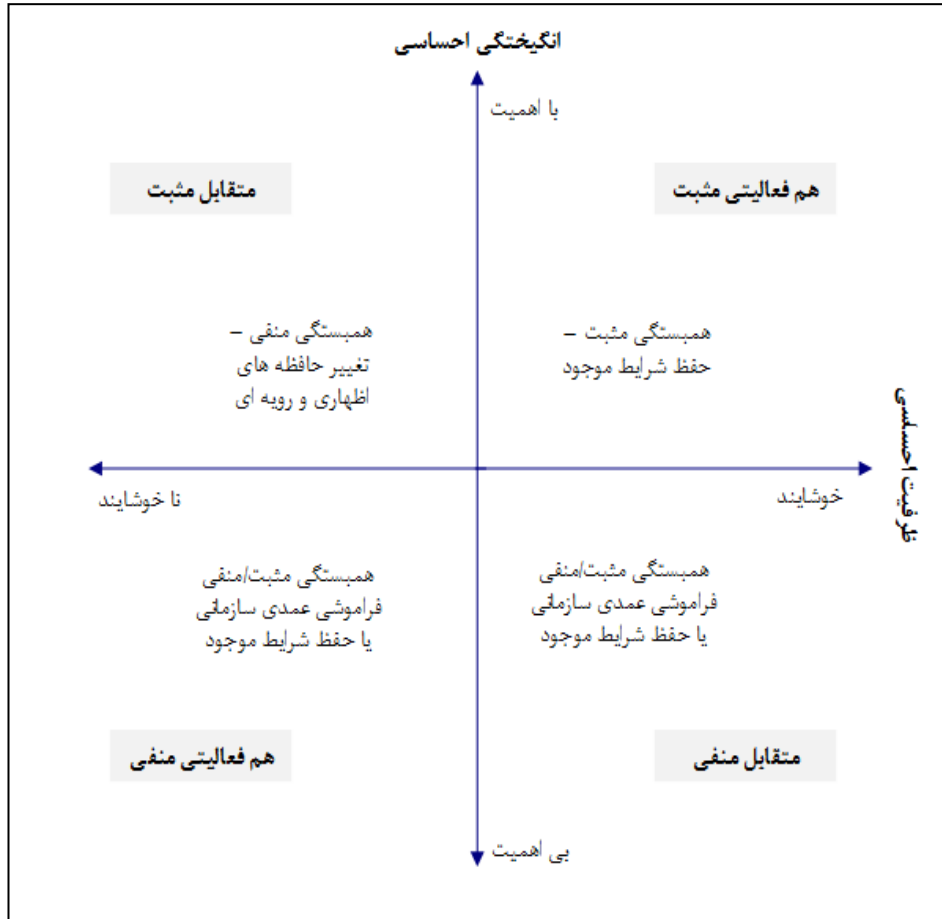 انگیختگی احساسی
با اهمیت
هم فعالیتی مثبت
متقابل مثبت
همبستگی مثبت –
حفظ شرایط موجود
همبستگی منفی –
تغییر حافظه های
اظهاری و رویه ای
ظرفیت احساسی
خوشایند
نا خوشایند
همبستگی مثبت/منفی
فراموشی عمدی سازمانی
یا حفظ شرایط موجود
همبستگی مثبت/منفی
فراموشی عمدی سازمانی
یا حفظ شرایط موجود
متقابل منفی
هم فعالیتی منفی
بی اهمیت